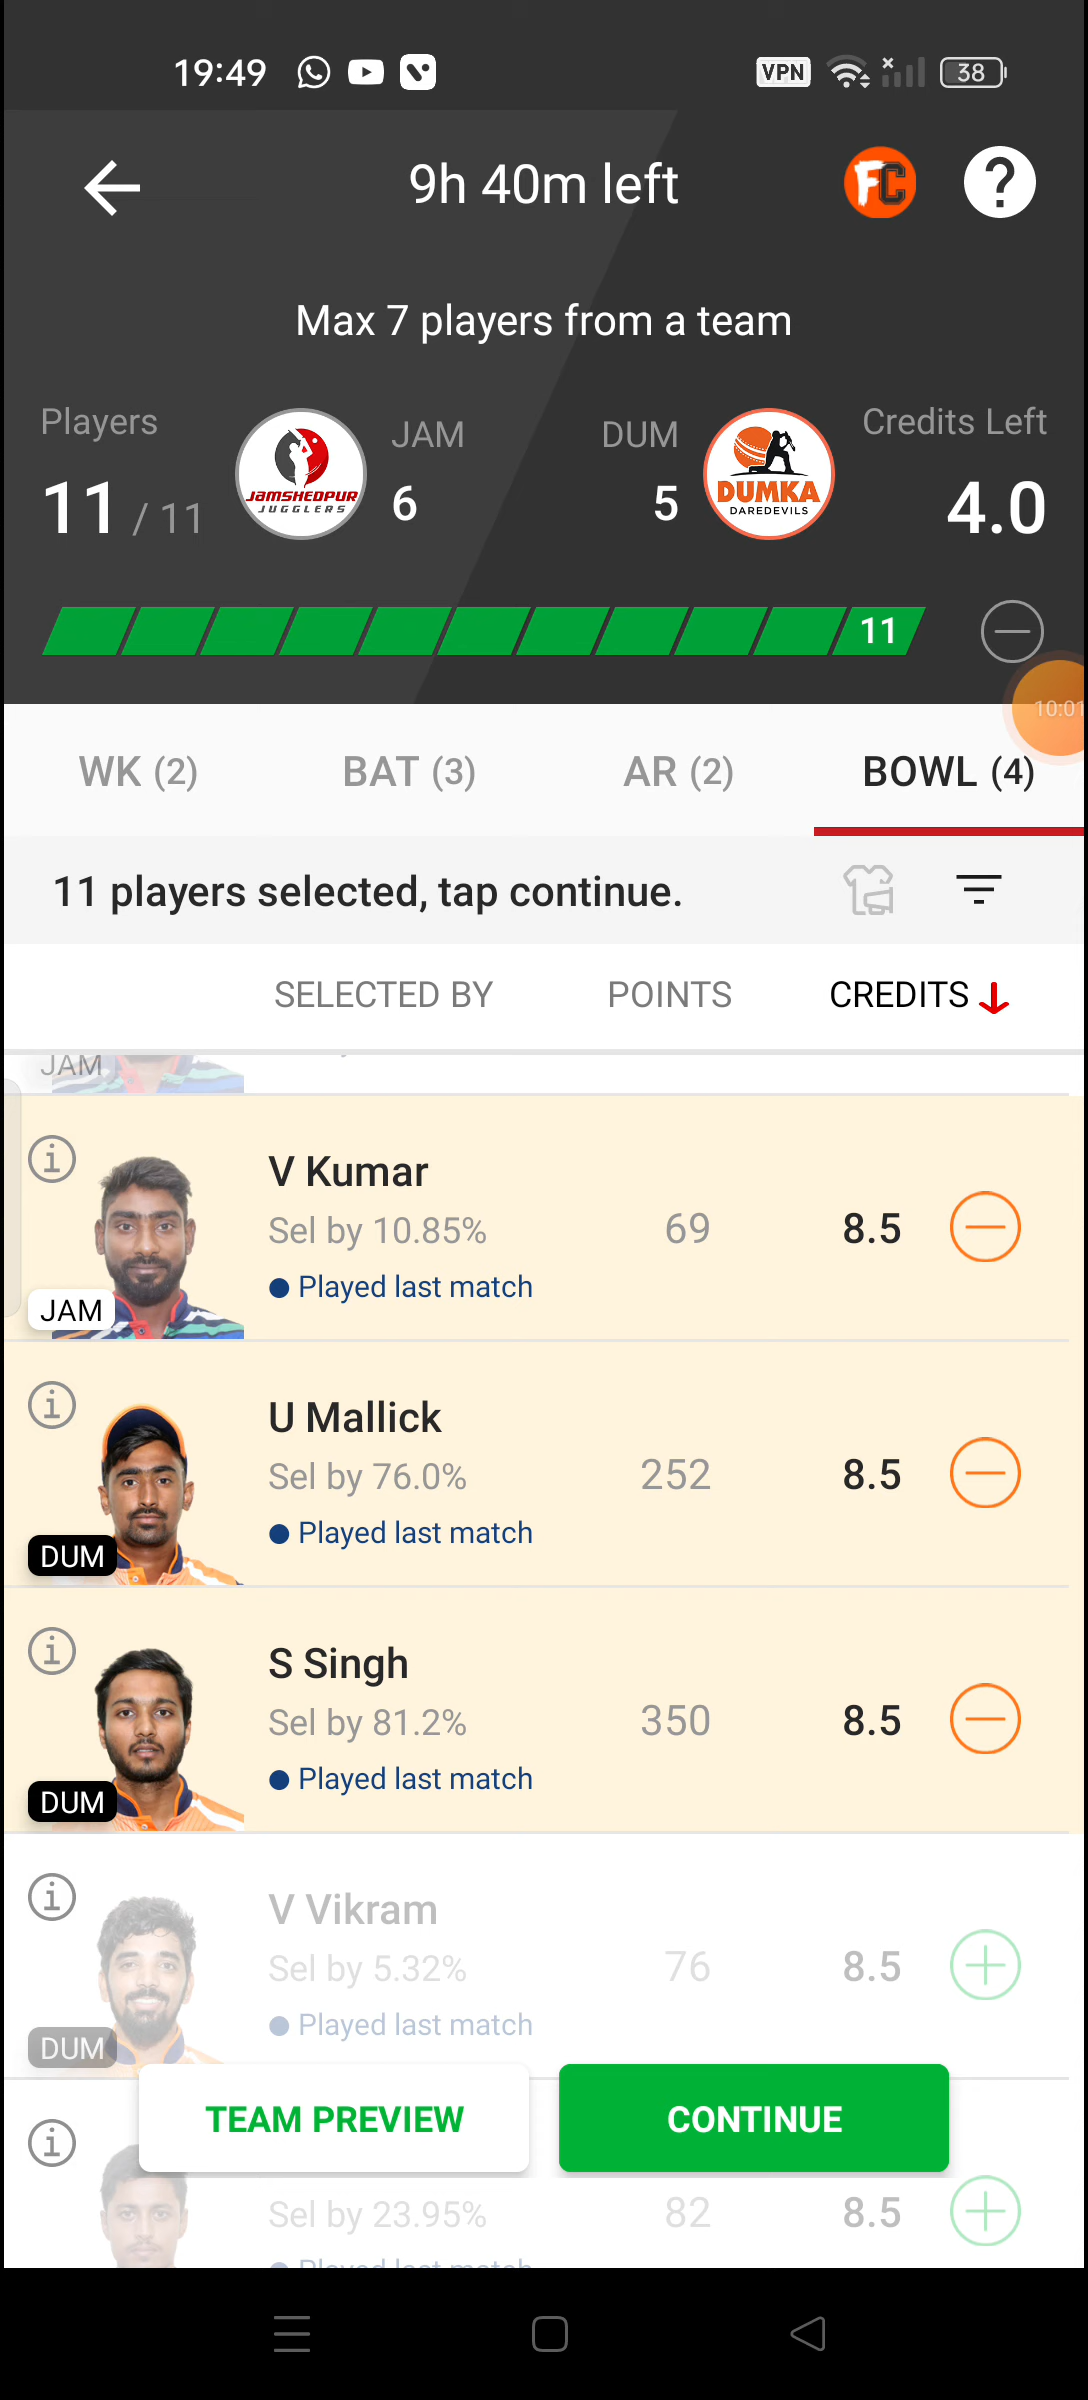 19:49
VPN
38
9h 40m left
FC
Max 7 players from a team
Players
JAM
DUM
Credits Left
11 / 11
JAMSHEDPUR
JUGGLERS
6
5
DUMKA
DAREDEVILS
4.0
11
10:01
WK (2)
BAT (3)
AR (2)
BOWL (4)
11 players selected, tap continue.
SELECTED BY
POINTS
CREDITS
JAM
V Kumar
Sel by 10.85%
69
8.5
Played last match
JAM
U Mallick
Sel by 76.0%
252
8.5
Played last match
DUM
S Singh
Sel by 81.2%
350
8.5
Played last match
DUM
V Vikram
Sel by 5.32%
76
8.5
Played last match
DUM
TEAM PREVIEW
CONTINUE
Sel by 23.95%
82
8.5
Played last match